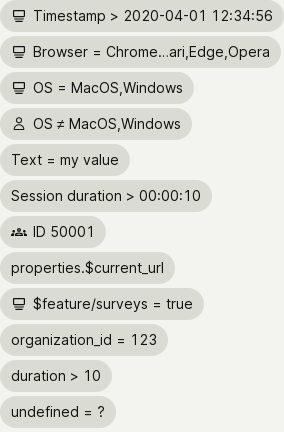 Timestamp > 2020-04-01 12:34:56
Browser = Chrome...ari,Edge,Opera
OS = MacOS,Windows
OS ≠ MacOS,Windows
Text = my value
Session duration > 00:00:10
ID 50001
properties.$current_url
$feature/surveys = true
organization_id = 123
duration > 10
undefined = ?